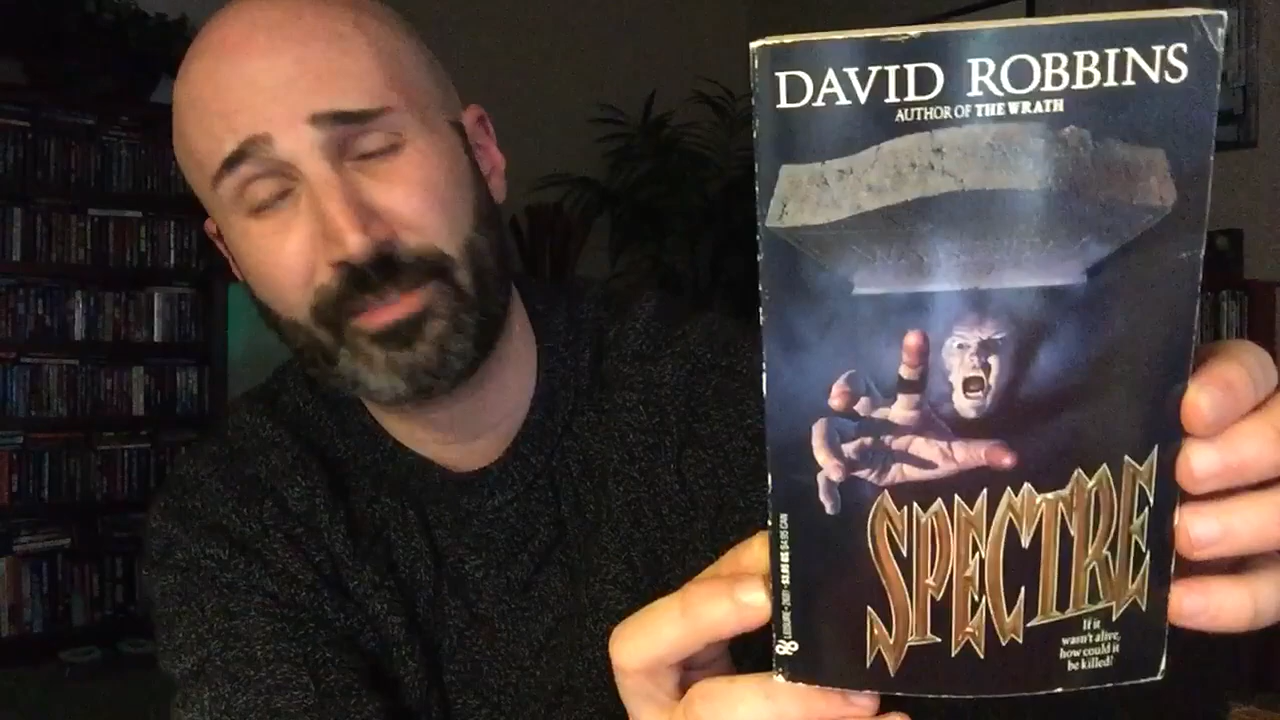 DAVID ROBBINS
AUTHOR OF THE WRATH
SPECTRE
If it
wasn't alive,
how could it
be killed?